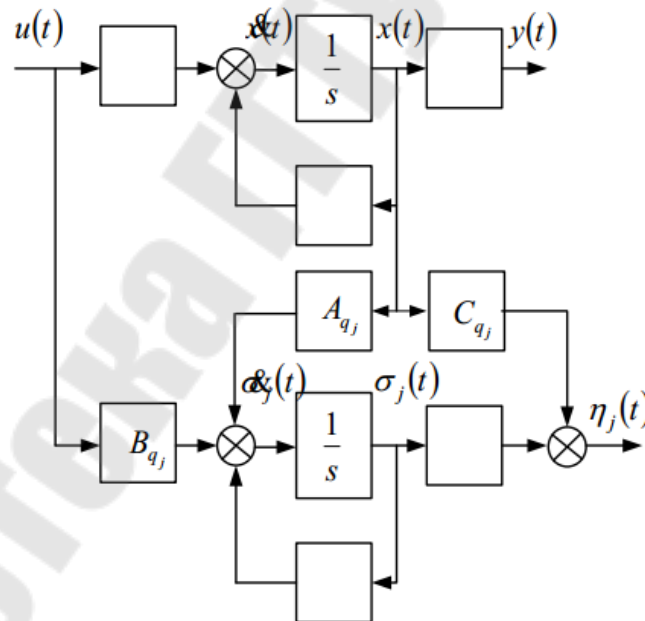 u(t) x&(t) x(t) y(t)
1
s
A_{q_j} C_{q_j}
σ&_j(t) σ_j(t) η_j(t)
B_{q_j} 1
s